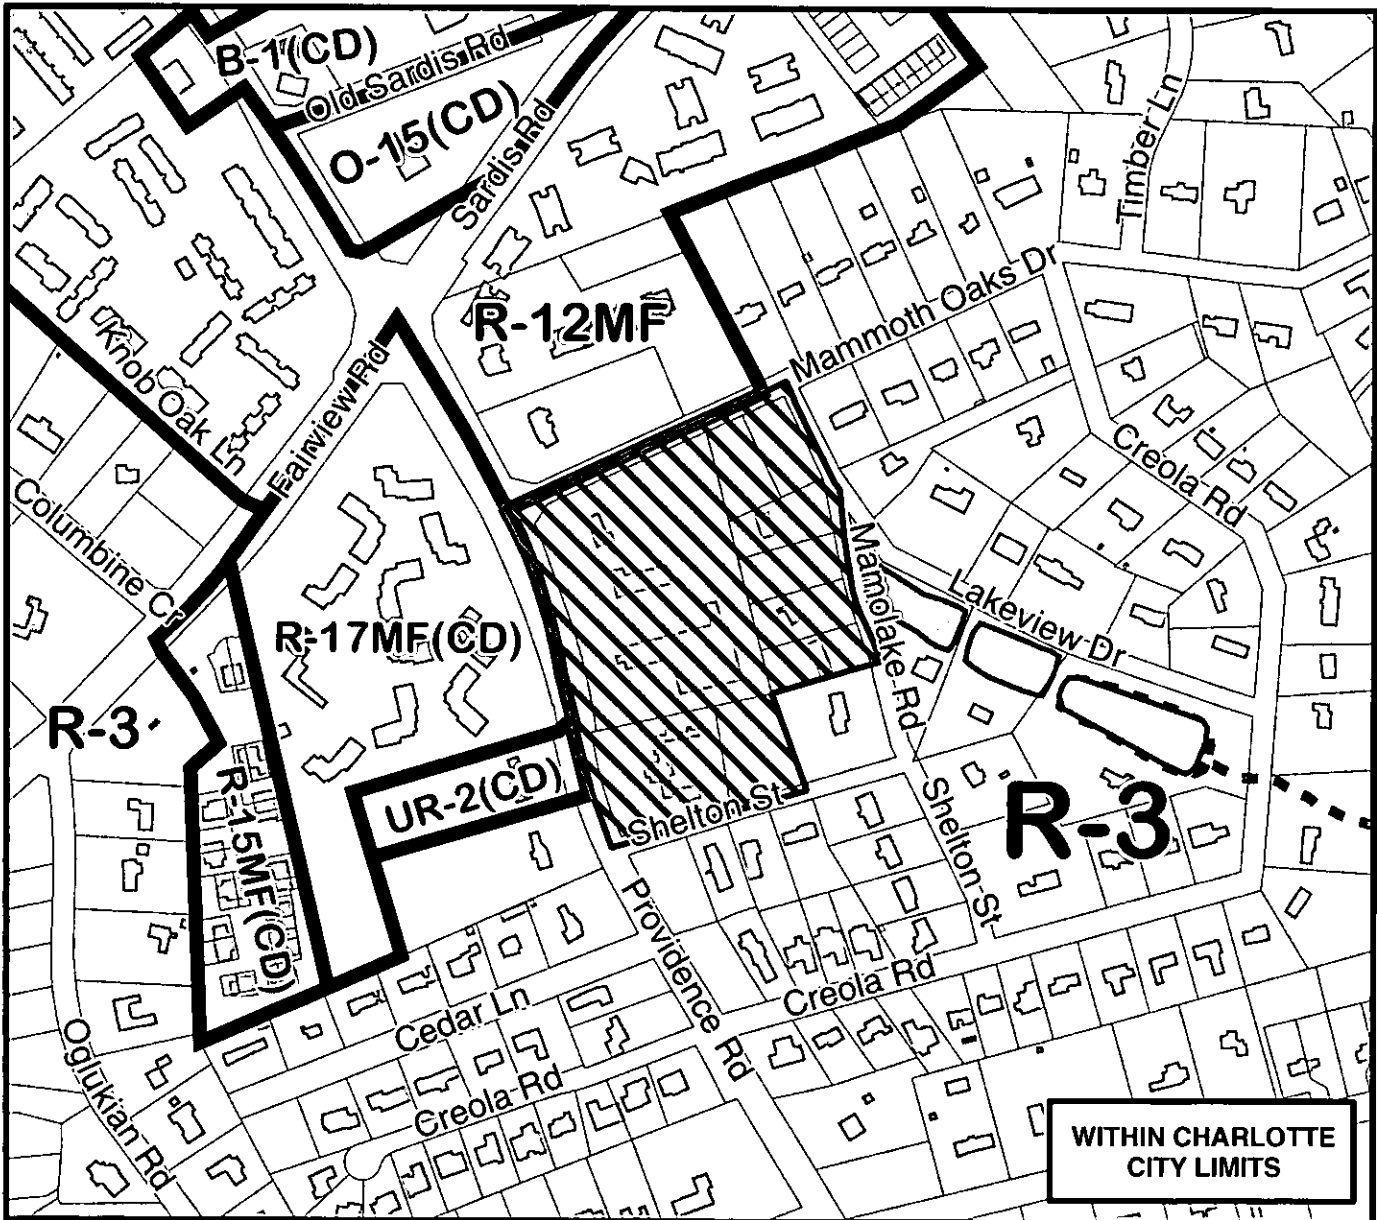 B-1(CD)
Old Sardis Rd
O-15(CD)
Sardis Rd
Timber Ln
R-12MF
Mammoth Oaks Dr
Knob Oak Ln
Fairview Rd
Creola Rd
Columbine Cr
Mamolake Rd
Lakeview Dr
R-17MF(CD)
R-3
R-15MF(CD)
UR-2(CD)
Shelton St
Shelton St
R-3
Providence Rd
Creola Rd
Cedar Ln
Creola Rd
Oglukian Rd
WITHIN CHARLOTTE
CITY LIMITS